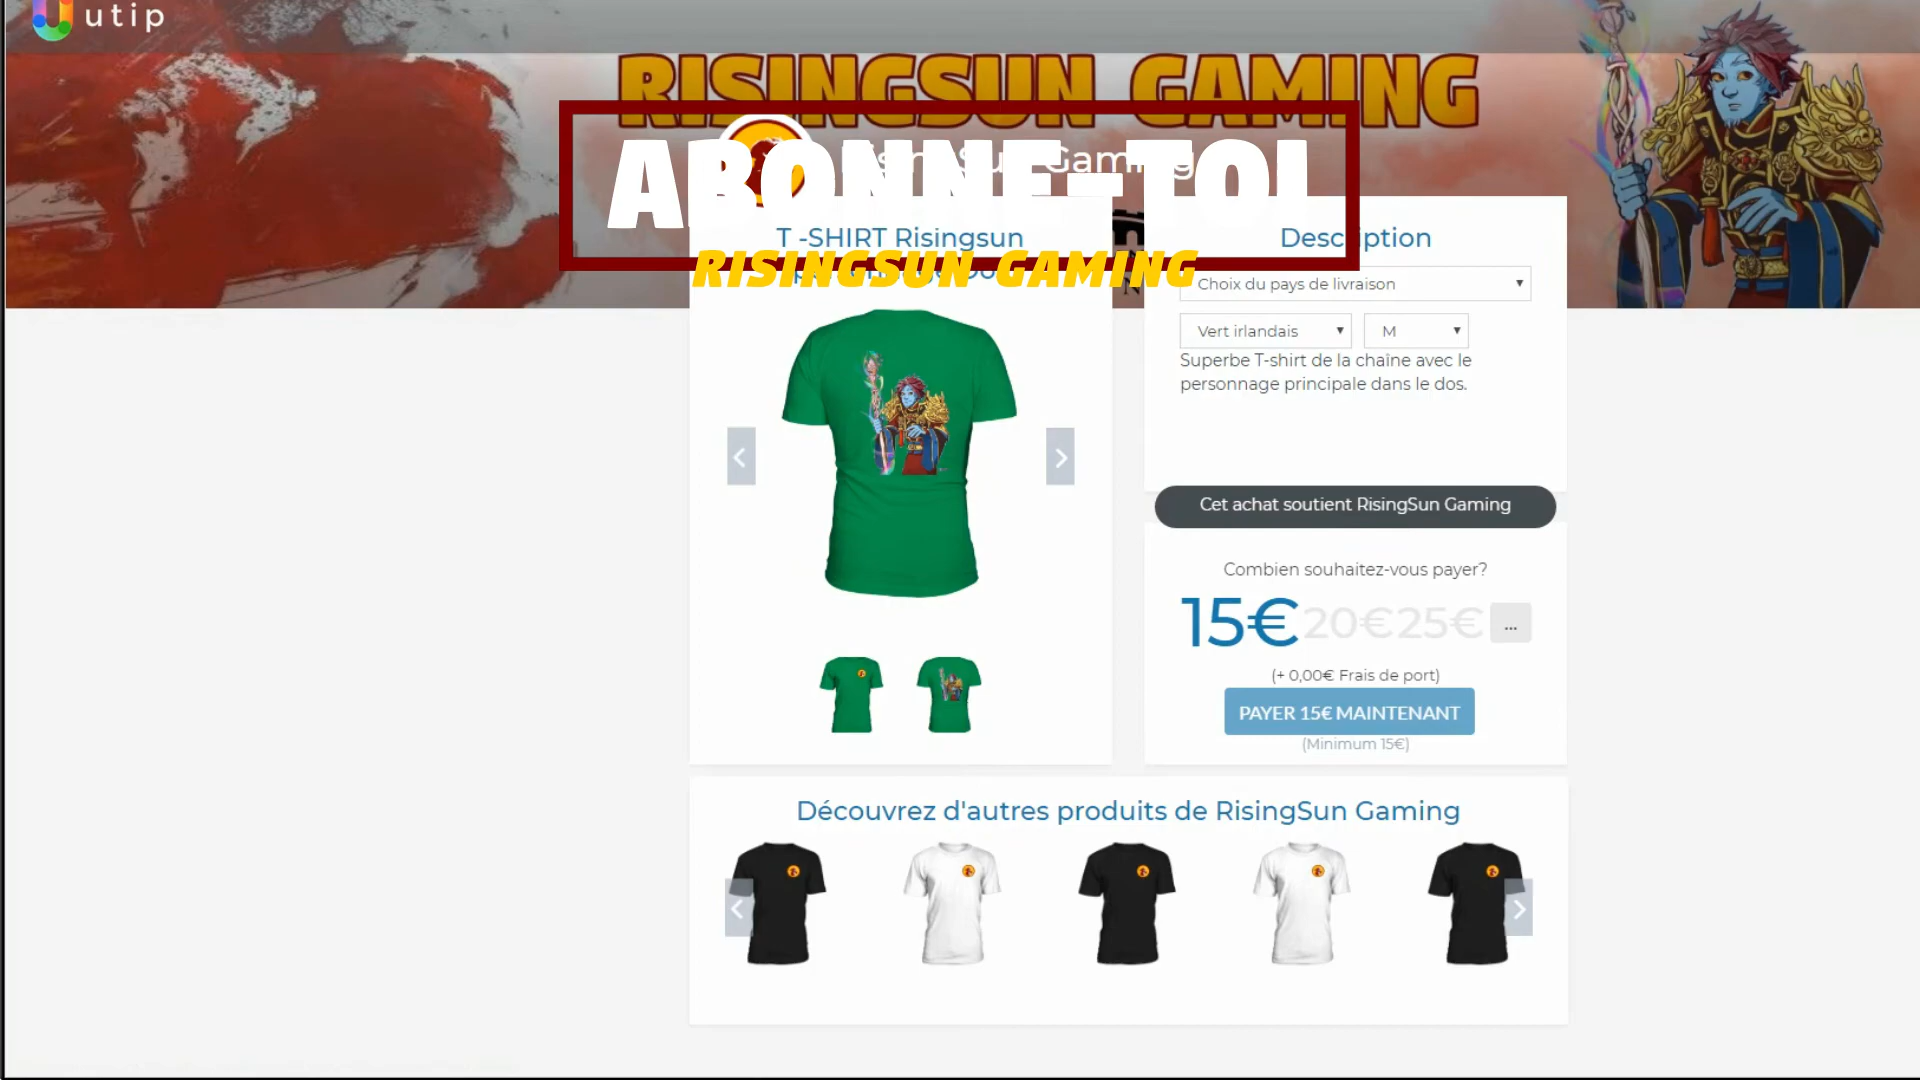 utip
RISINGSUN GAMING
RisingSun Gaming
ABONNE-TOI
RISINGSUN GAMING
T -SHIRT Risingsun
Description
Choix du pays de livraison
Vert irlandais
M
Superbe T-shirt de la chaîne avec le
personnage principale dans le dos.
Cet achat soutient RisingSun Gaming
Combien souhaitez-vous payer?
15€ 20€ 25€ ...
(+ 0,00€ Frais de port)
PAYER 15€ MAINTENANT
(Minimum 15€)
Découvrez d'autres produits de RisingSun Gaming